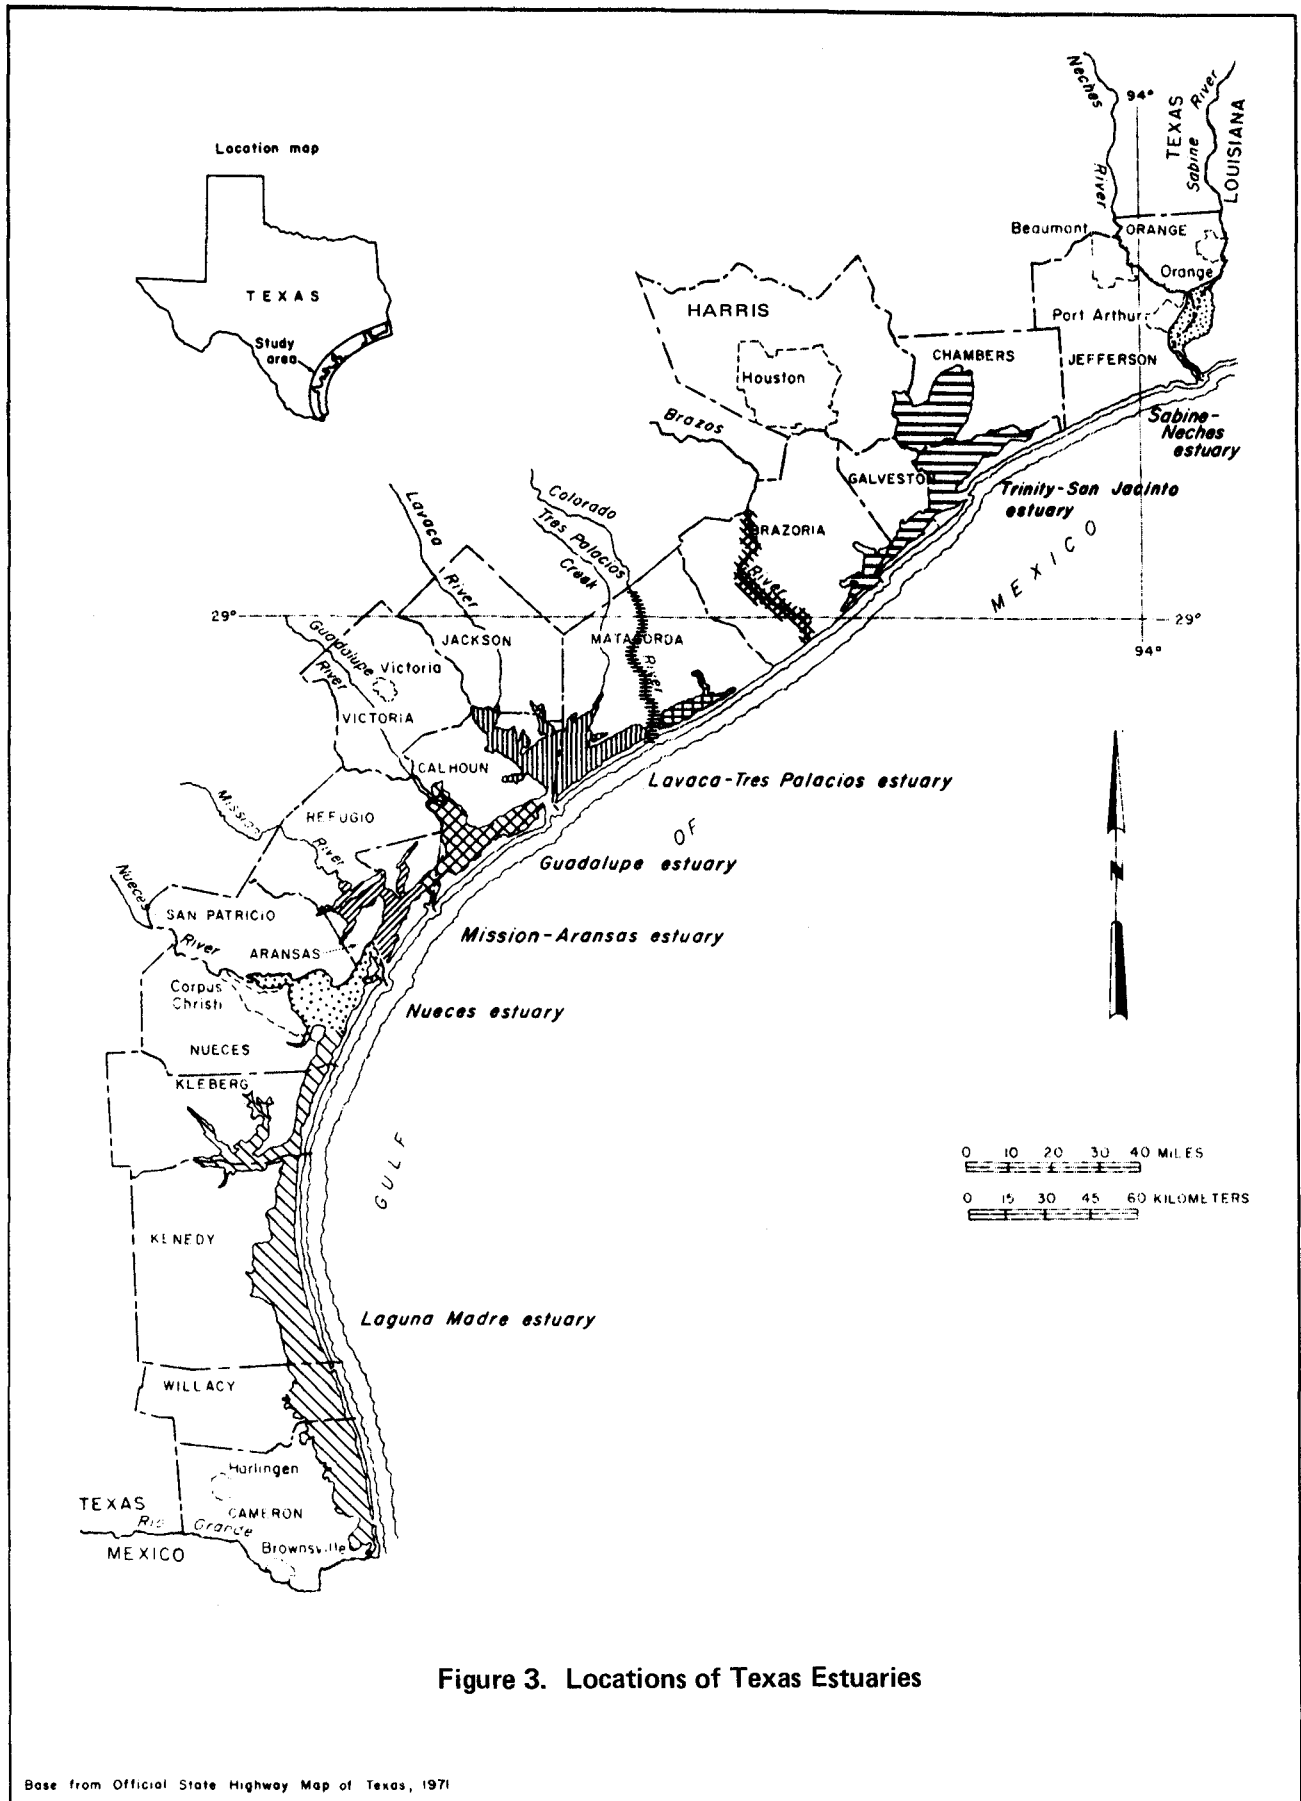 Location map
TEXAS
Study
area
Neches
River
94°
TEXAS
Sabine River
LOUISIANA
Beaumont
ORANGE
Orange
Port Arthur
JEFFERSON
HARRIS
Houston
CHAMBERS
Sabine-
Neches
estuary
Brazos
River
GALVESTON
Trinity-San Jacinto
estuary
BRAZORIA
Lavaca
River
Colorado
River
Tres Palacios
Creek
29°
29°
94°
JACKSON
MATAGORDA
Guadalupe
River
Victoria
VICTORIA
CALHOUN
Lavaca-Tres Palacios estuary
Mission
River
REFUGIO
Guadalupe estuary
Nueces
River
SAN PATRICIO
ARANSAS
Mission-Aransas estuary
Corpus
Christi
Nueces estuary
NUECES
KLEBERG
GULF
OF
MEXICO
N
0 10 20 30 40 MILES
0 15 30 45 60 KILOMETERS
KENEDY
Laguna Madre estuary
WILLACY
Harlingen
CAMERON
TEXAS
Rio Grande
MEXICO
Brownsville
Figure 3. Locations of Texas Estuaries
Base from Official State Highway Map of Texas, 1971